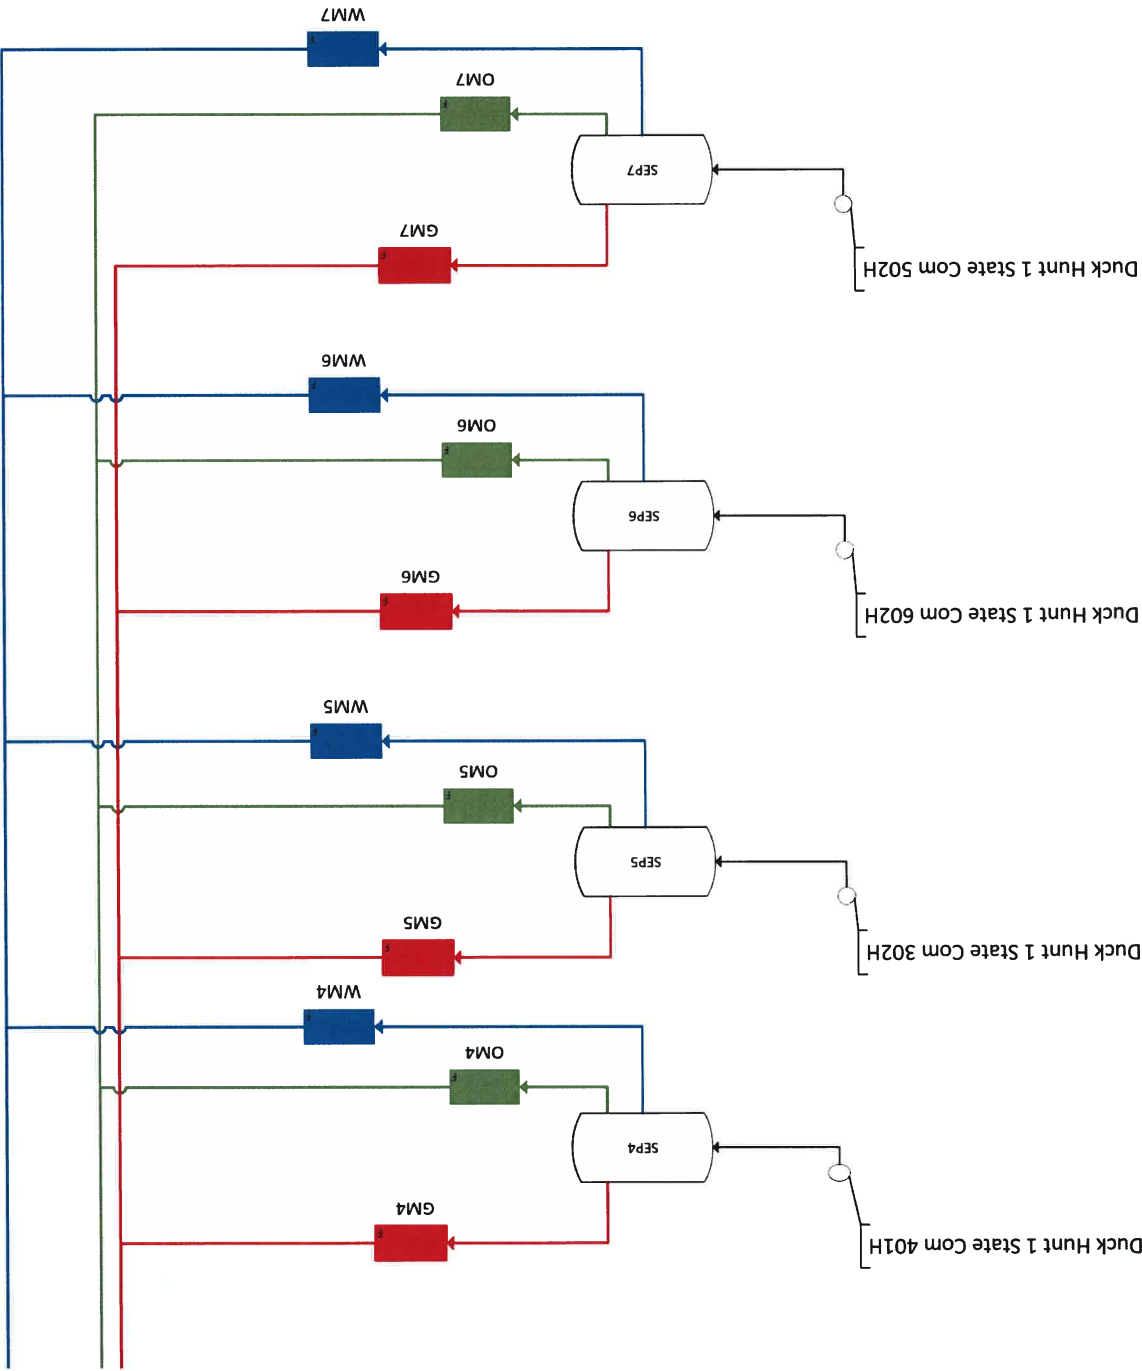 Duck Hunt 1 State Com 401H
F
GM4
SEP4
F
OM4
WM4
Duck Hunt 1 State Com 302H
F
GM5
SEP5
F
OM5
WM5
Duck Hunt 1 State Com 602H
F
GM6
SEP6
F
OM6
WM6
Duck Hunt 1 State Com 502H
F
GM7
SEP7
F
OM7
WM7